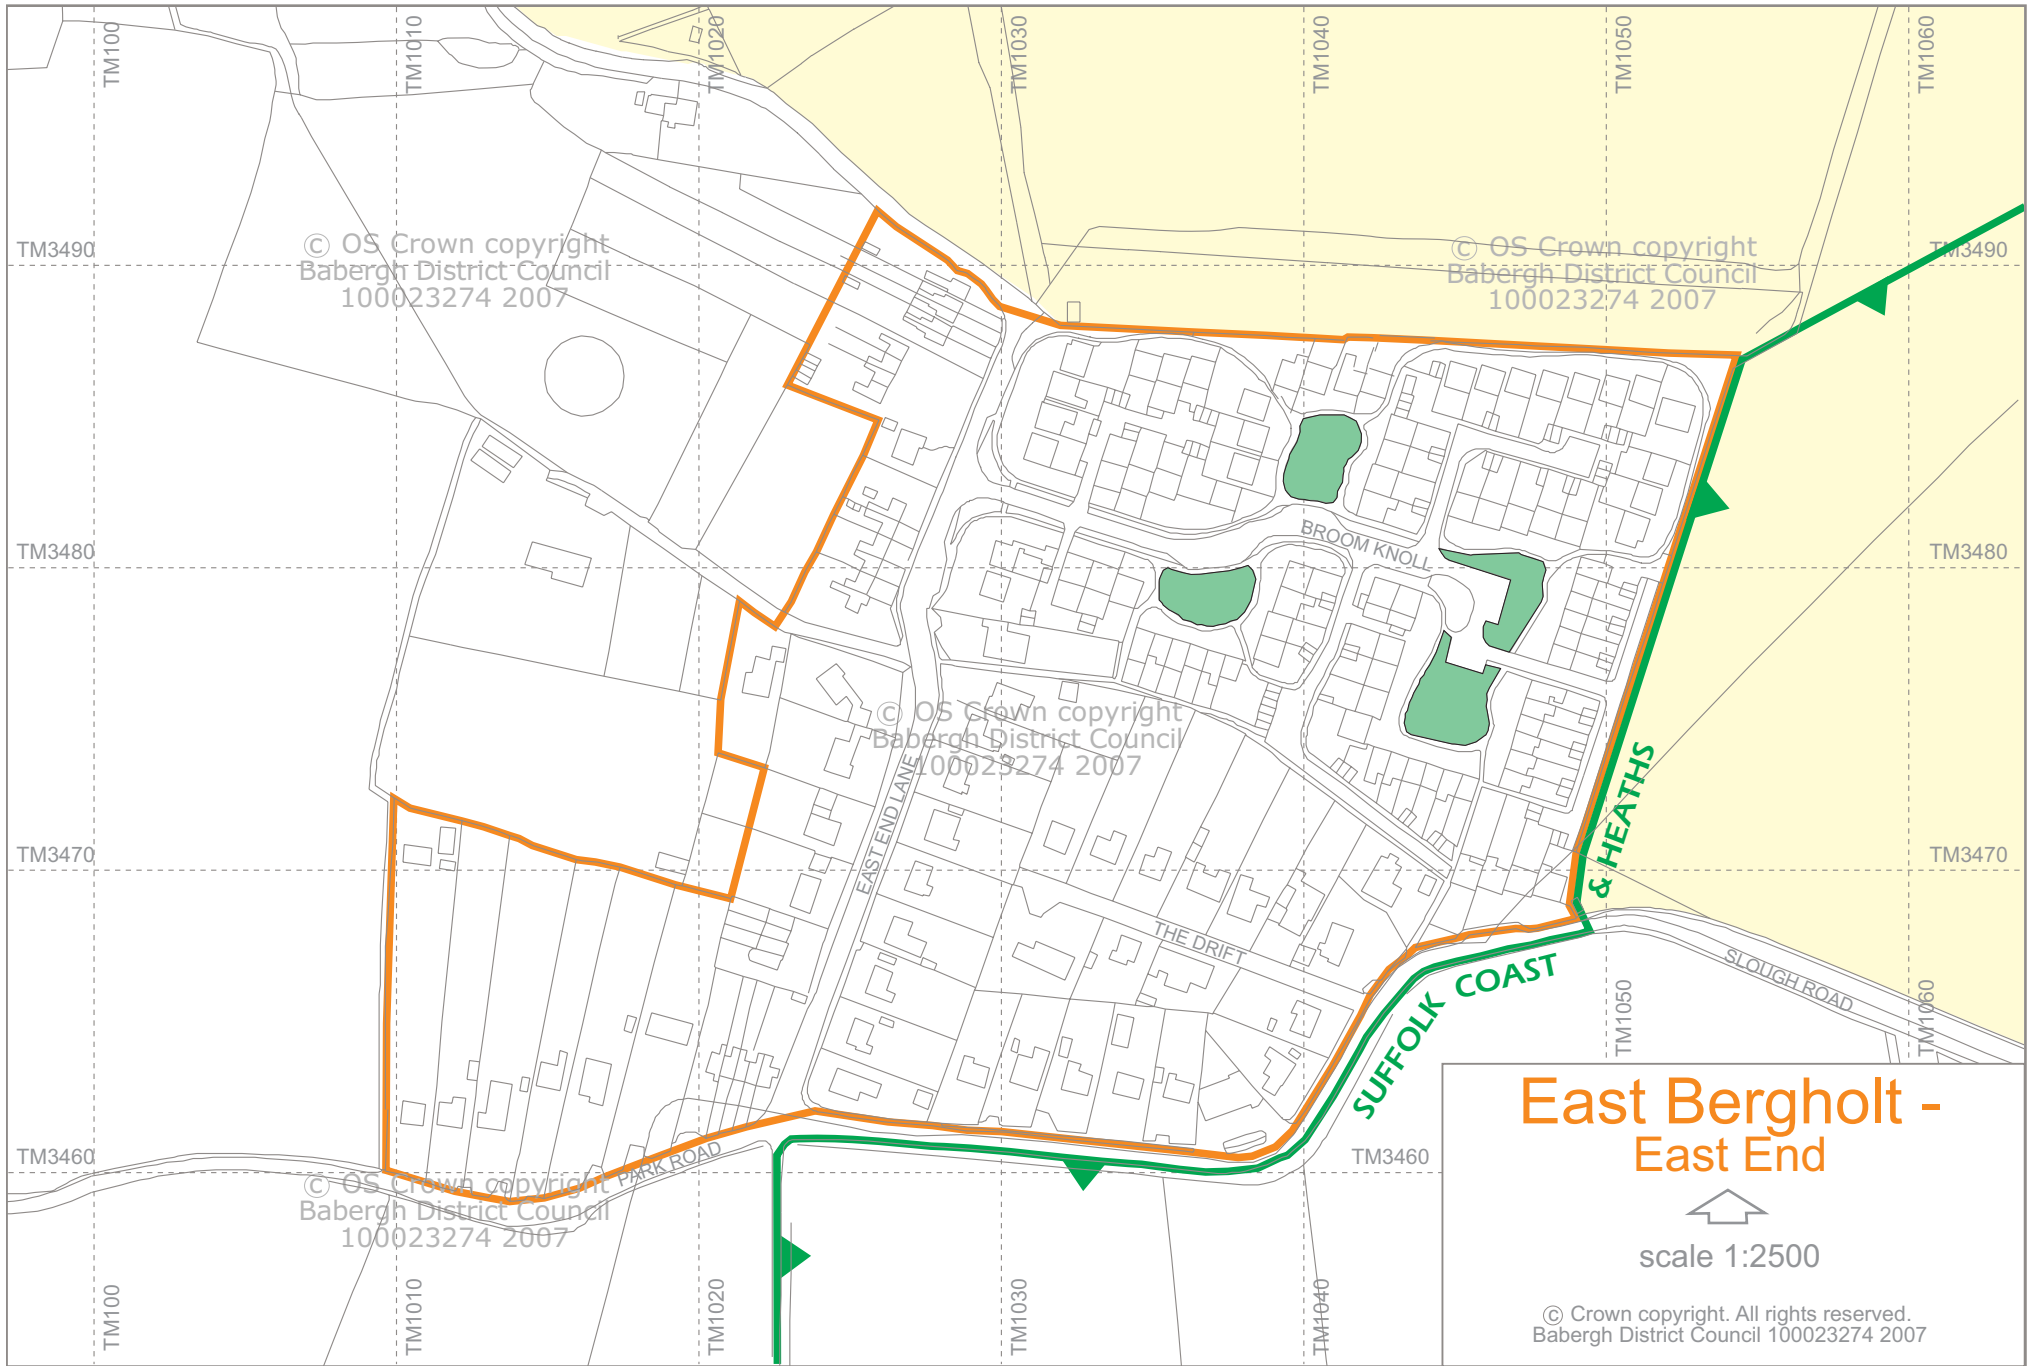 TM100
TM1010
TM1020
TM1030
TM1040
TM1050
TM1060
TM3490
© OS Crown copyright
Babergh District Council
100023274 2007
© OS Crown copyright
Babergh District Council
100023274 2007
TM3490
TM3480
BROOM KNOLL
TM3480
© OS Crown copyright
Babergh District Council
100023274 2007
EAST END LANE
TM3470
TM3470
THE DRIFT
SUFFOLK COAST & HEATHS
SLOUGH ROAD
TM1050
TM1060
TM3460
PARK ROAD
TM3460
© OS Crown copyright
Babergh District Council
100023274 2007
TM100
TM1010
TM1020
TM1030
TM1040
East Bergholt -
East End
scale 1:2500
© Crown copyright. All rights reserved.
Babergh District Council 100023274 2007